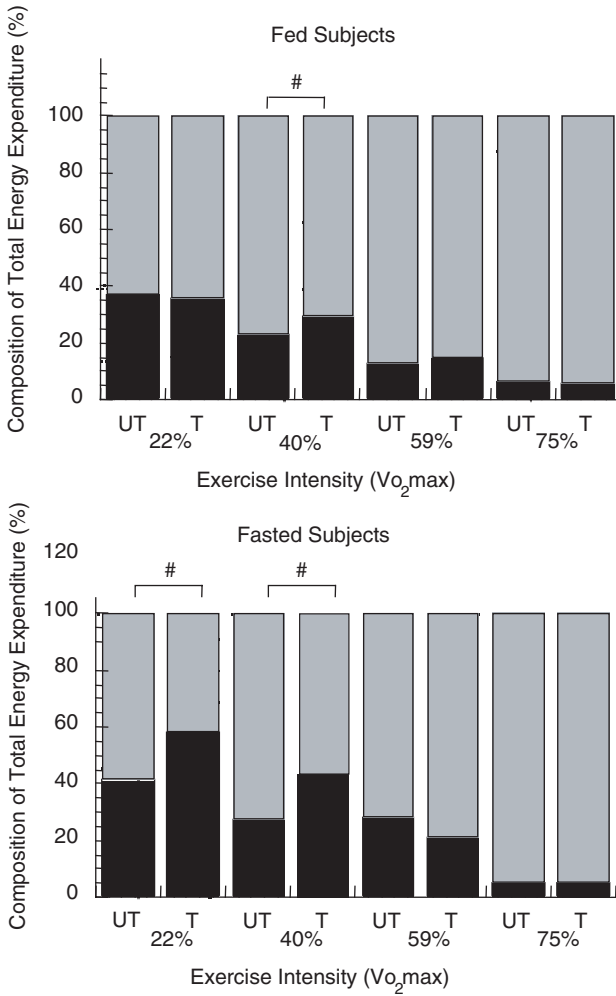 Fed Subjects
Composition of Total Energy Expenditure (%)
#
100
80
60
40
20
0
UT T UT T UT T UT T
22% 40% 59% 75%
Exercise Intensity (Vo2max)
Fasted Subjects
Composition of Total Energy Expenditure (%)
120
# #
100
80
60
40
20
0
UT T UT T UT T UT T
22% 40% 59% 75%
Exercise Intensity (Vo2max)